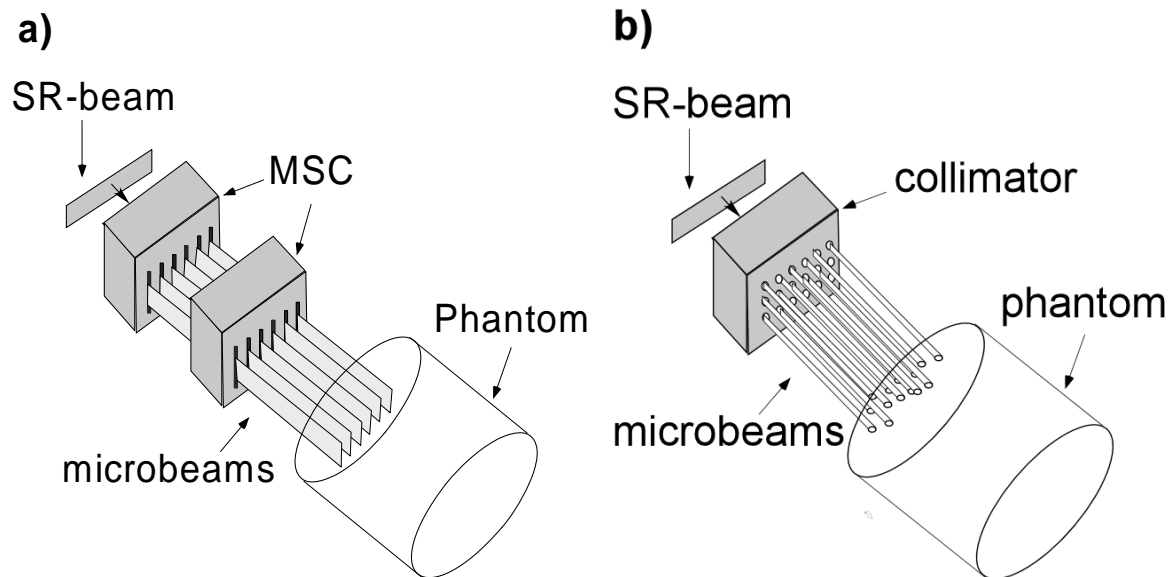 a)
SR-beam
MSC
Phantom
microbeams
b)
SR-beam
collimator
phantom
microbeams